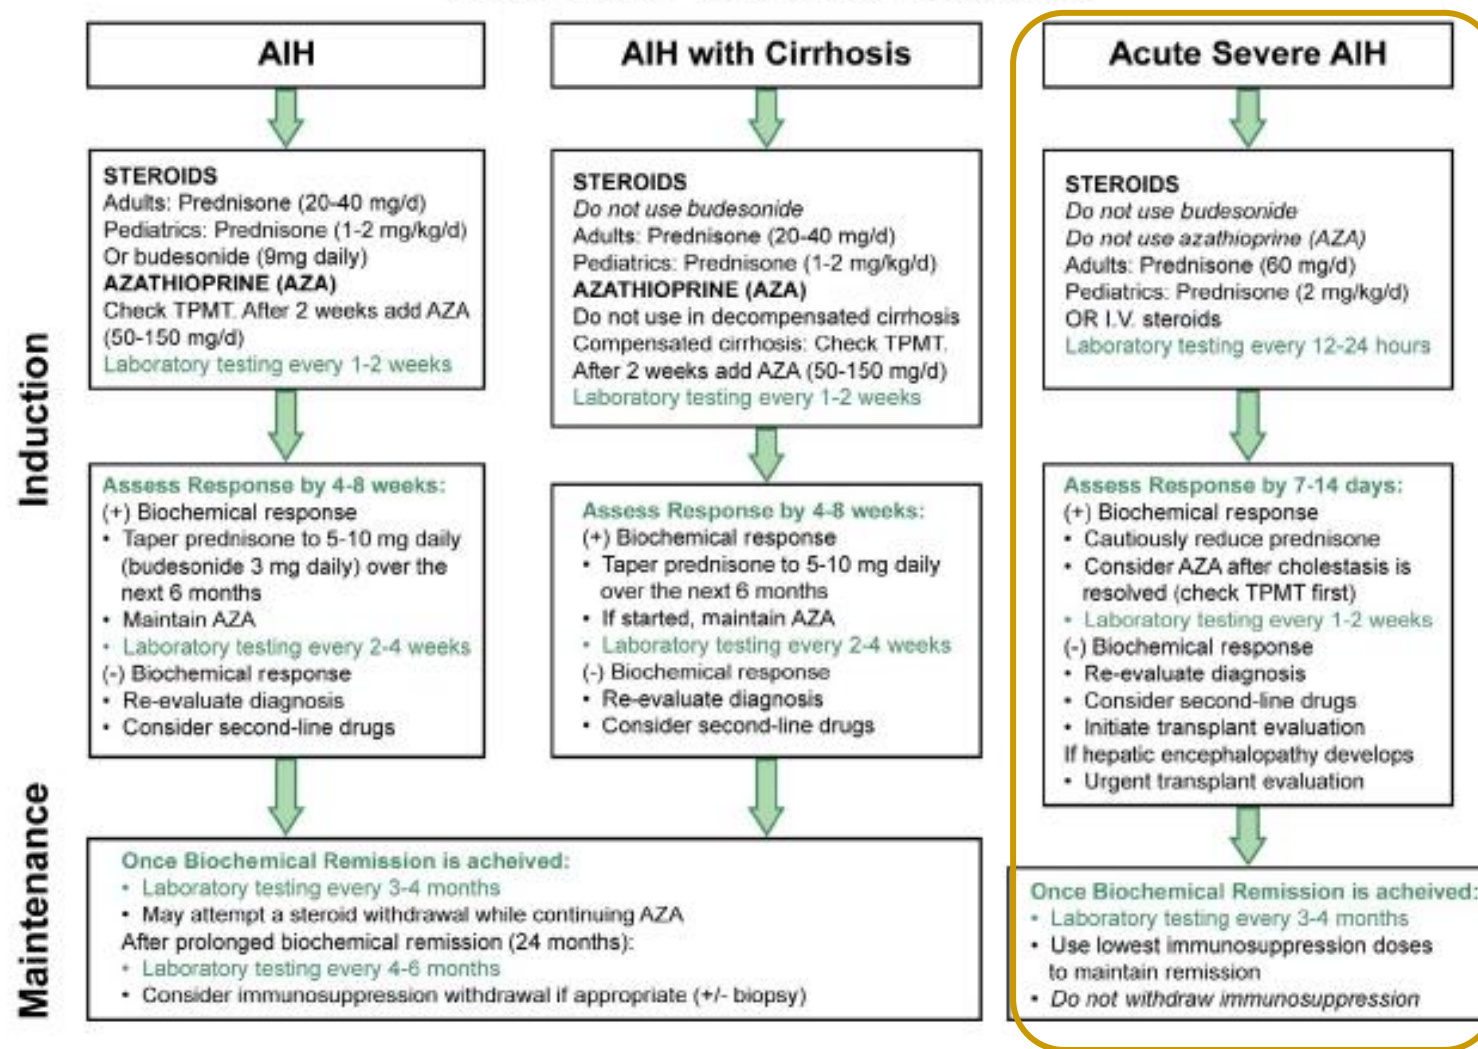 AIH
STEROIDS
Adults: Prednisone (20-40 mg/d)
Pediatrics: Prednisone (1-2 mg/kg/d)
Or budesonide (9mg daily)
AZATHIOPRINE (AZA)
Check TPMT. After 2 weeks add AZA
(50-150 mg/d)
Laboratory testing every 1-2 weeks
Assess Response by 4-8 weeks:
(+) Biochemical response
• Taper prednisone to 5-10 mg daily
(budesonide 3 mg daily) over the
next 6 months
• Maintain AZA
• Laboratory testing every 2-4 weeks
(-) Biochemical response
• Re-evaluate diagnosis
• Consider second-line drugs
AIH with Cirrhosis
STEROIDS
Do not use budesonide
Adults: Prednisone (20-40 mg/d)
Pediatrics: Prednisone (1-2 mg/kg/d)
AZATHIOPRINE (AZA)
Do not use in decompensated cirrhosis
Compensated cirrhosis: Check TPMT.
After 2 weeks add AZA (50-150 mg/d)
Laboratory testing every 1-2 weeks
Assess Response by 4-8 weeks:
(+) Biochemical response
• Taper prednisone to 5-10 mg daily
over the next 6 months
• If started, maintain AZA
• Laboratory testing every 2-4 weeks
(-) Biochemical response
• Re-evaluate diagnosis
• Consider second-line drugs
Once Biochemical Remission is acheived:
• Laboratory testing every 3-4 months
• May attempt a steroid withdrawal while continuing AZA
After prolonged biochemical remission (24 months):
• Laboratory testing every 4-6 months
• Consider immunosuppression withdrawal if appropriate (+/- biopsy)
Acute Severe AIH
STEROIDS
Do not use budesonide
Do not use azathioprine (AZA)
Adults: Prednisone (60 mg/d)
Pediatrics: Prednisone (2 mg/kg/d)
OR I.V. steroids
Laboratory testing every 12-24 hours
Assess Response by 7-14 days:
(+) Biochemical response
• Cautiously reduce prednisone
• Consider AZA after cholestasis is
resolved (check TPMT first)
• Laboratory testing every 1-2 weeks
(-) Biochemical response
• Re-evaluate diagnosis
• Consider second-line drugs
• Initiate transplant evaluation
If hepatic encephalopathy develops
• Urgent transplant evaluation
Once Biochemical Remission is acheived:
• Laboratory testing every 3-4 months
• Use lowest immunosuppression doses
to maintain remission
• Do not withdraw immunosuppression
Induction
Maintenance